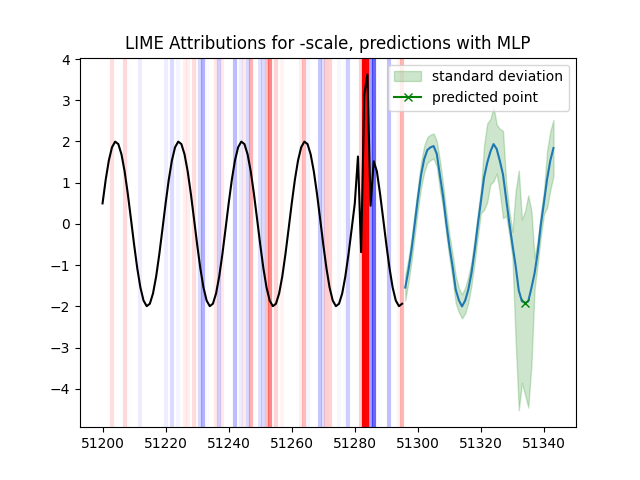 LIME Attributions for -scale, predictions with MLP
standard deviation
predicted point
4
3
2
1
0
−1
−2
−3
−4
51200 51220 51240 51260 51280 51300 51320 51340